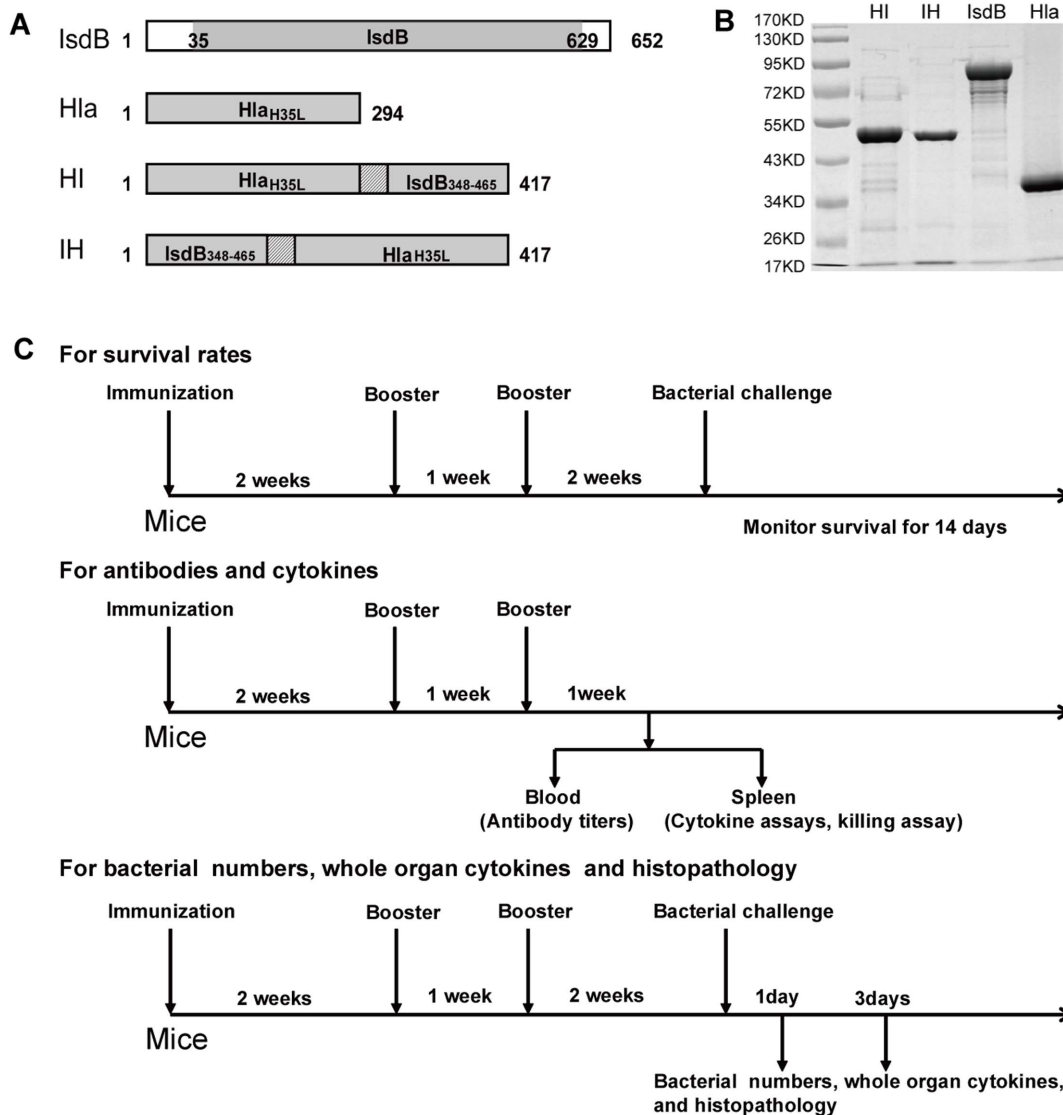 A
IsdB 1 35 IsdB 629 652
Hla 1 HlaH35L 294
HI 1 HlaH35L IsdB348-465 417
IH 1 IsdB348-465 HlaH35L 417
B
HI IH IsdB Hla
170KD
130KD
95KD
72KD
55KD
43KD
34KD
26KD
17KD
C
For survival rates
Immunization Booster Booster Bacterial challenge
2 weeks 1 week 2 weeks
Mice
Monitor survival for 14 days
For antibodies and cytokines
Immunization Booster Booster
2 weeks 1 week 1week
Mice
Blood Spleen
(Antibody titers) (Cytokine assays, killing assay)
For bacterial numbers, whole organ cytokines and histopathology
Immunization Booster Booster Bacterial challenge
2 weeks 1 week 2 weeks 1day 3days
Mice
Bacterial numbers, whole organ cytokines,
and histopathology